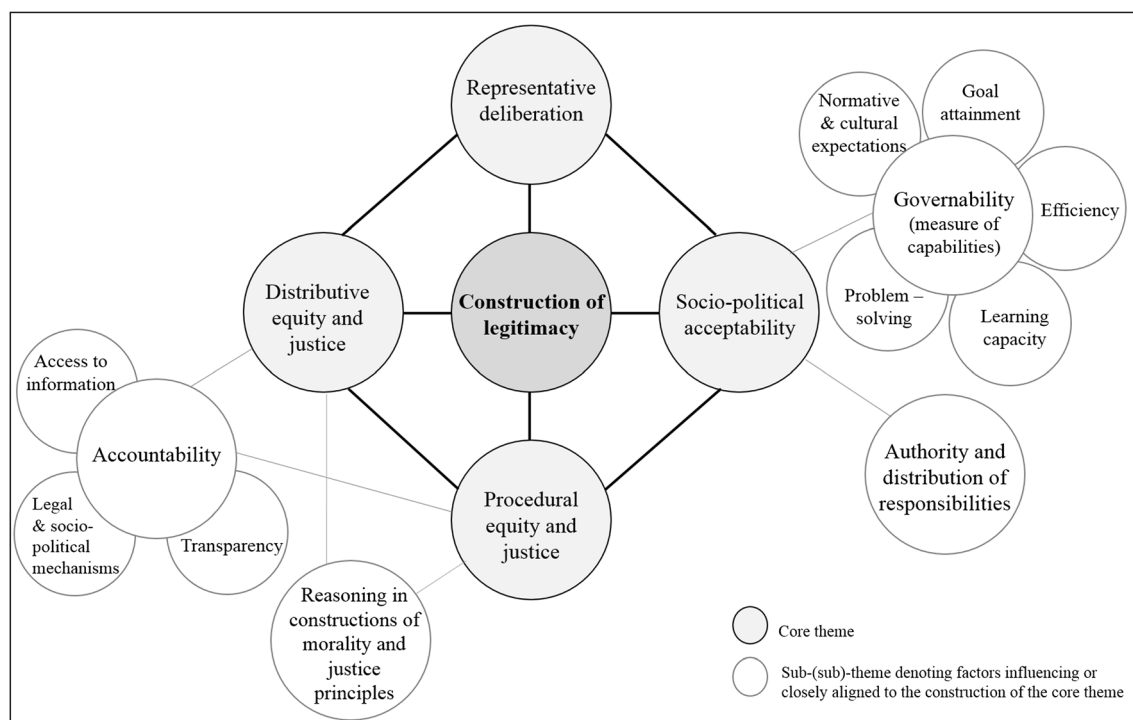 Representative
deliberation
Normative
& cultural
expectations
Goal
attainment
Governability
(measure of
capabilities)
Efficiency
Problem –
solving
Learning
capacity
Distributive
equity and
justice
Construction of
legitimacy
Socio-political
acceptability
Access to
information
Accountability
Legal
& socio-
political
mechanisms
Transparency
Procedural
equity and
justice
Authority and
distribution of
responsibilities
Reasoning in
constructions of
morality and
justice
principles
Core theme
Sub-(sub)-theme denoting factors influencing or
closely aligned to the construction of the core theme